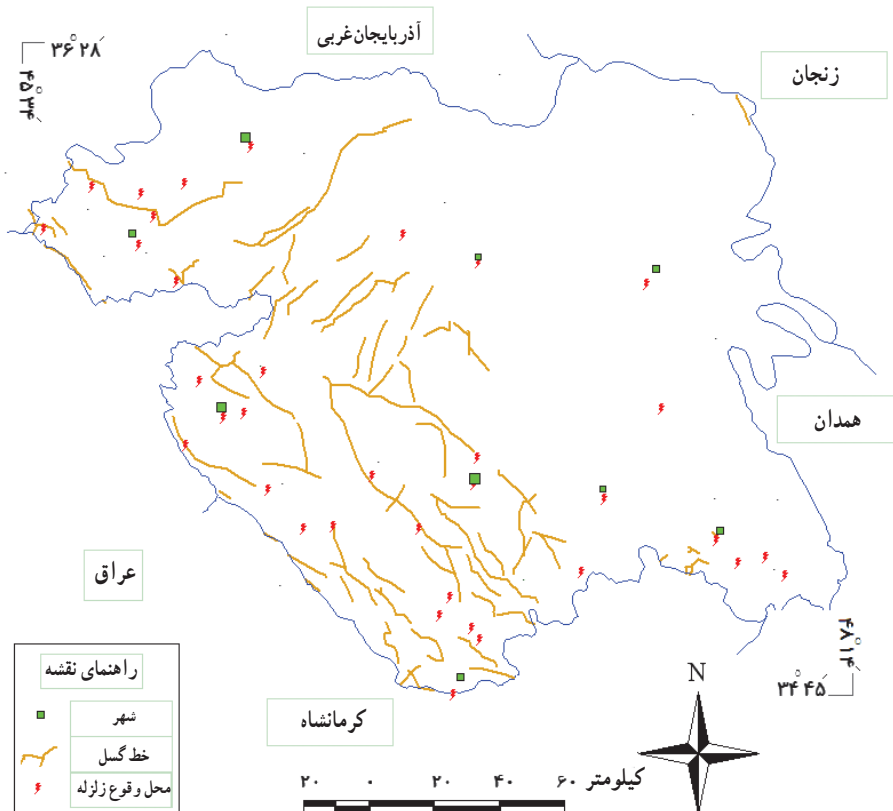 آذربایجان‌غربی
۳۶° ۲۸′
۴۵° ۳۴′
زنجان
همدان
عراق
۴۸° ۱۴′
۳۴° ۴۵′
راهنمای نقشه
شهر
خط گسل
محل وقوع زلزله
کرمانشاه
N
۲۰ ۰ ۲۰ ۴۰ ۶۰ کیلومتر